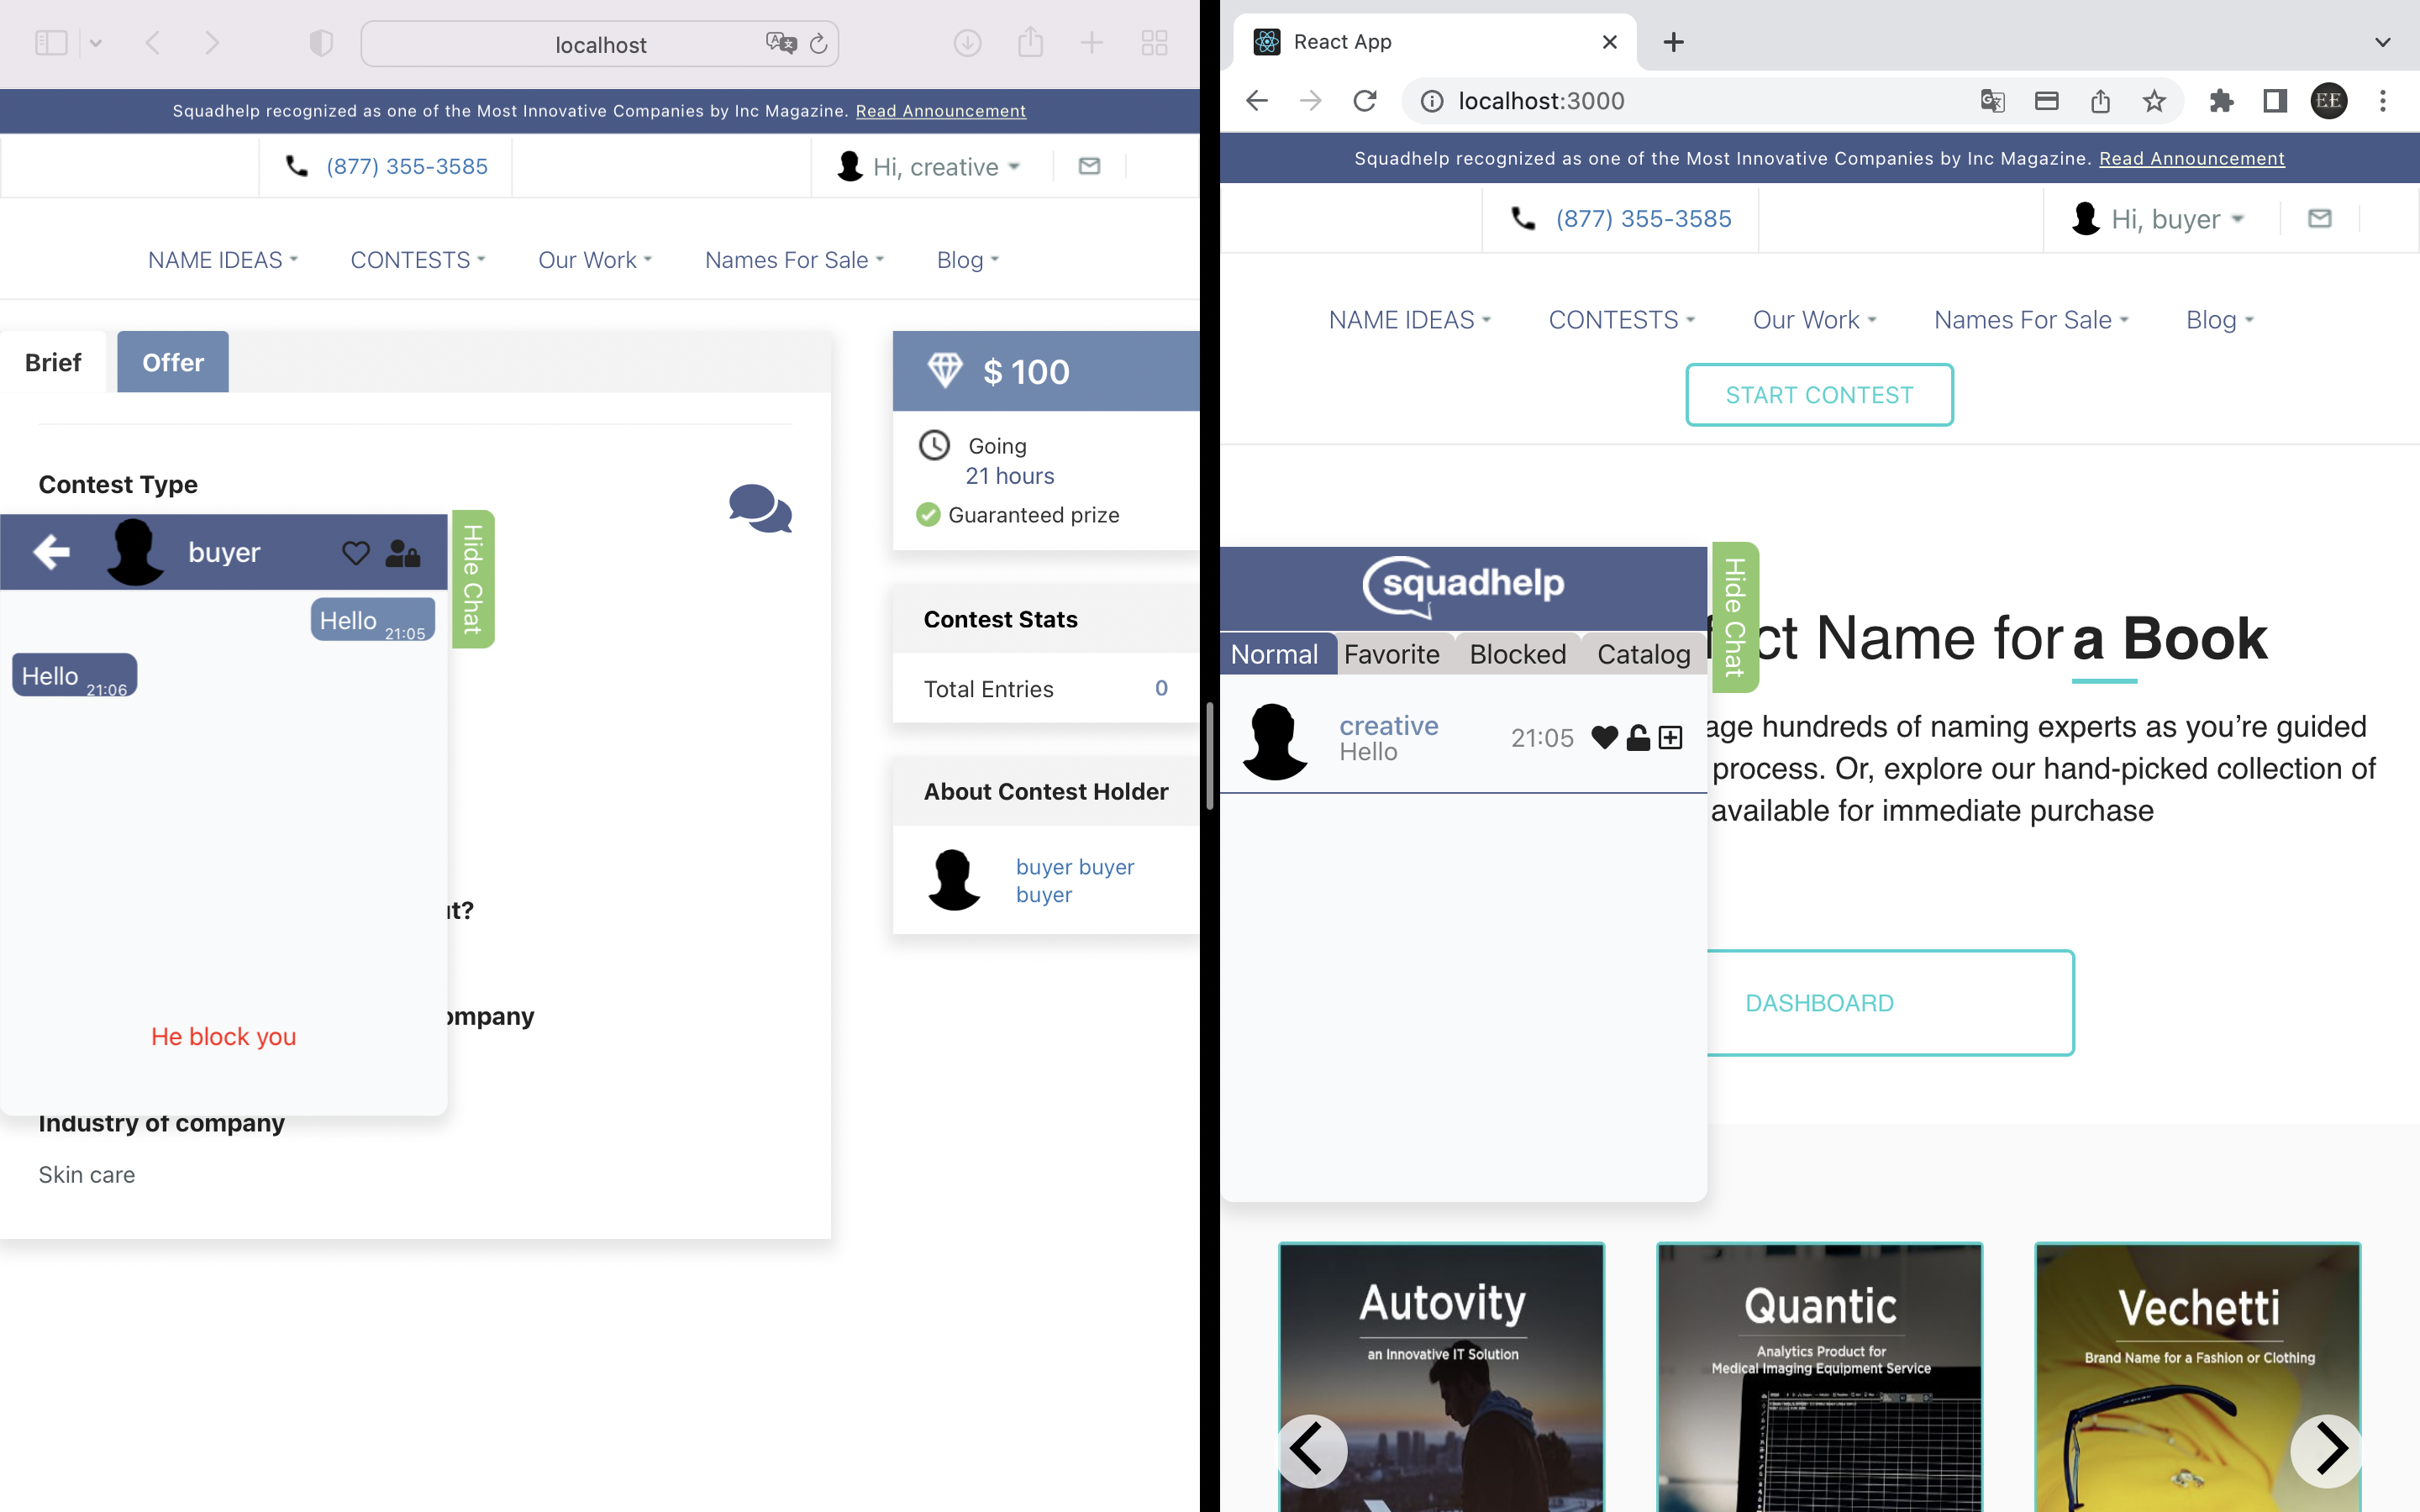 localhost
Squadhelp recognized as one of the Most Innovative Companies by Inc Magazine. Read Announcement
(877) 355-3585
Hi, creative
NAME IDEAS
CONTESTS
Our Work
Names For Sale
Blog
Brief
Offer
Contest Type
buyer
Hide Chat
Hello 21:05
Hello 21:06
He block you
Industry of company
Skin care
$ 100
Going
21 hours
Guaranteed prize
Contest Stats
Total Entries 0
About Contest Holder
buyer buyer
buyer
React App
localhost:3000
EE
Squadhelp recognized as one of the Most Innovative Companies by Inc Magazine. Read Announcement
(877) 355-3585
Hi, buyer
NAME IDEAS
CONTESTS
Our Work
Names For Sale
Blog
START CONTEST
squadhelp
Hide Chat
Normal
Favorite
Blocked
Catalog
creative
Hello
21:05
Name for a Book
hundreds of naming experts as you’re guided
process. Or, explore our hand-picked collection of
available for immediate purchase
DASHBOARD
Autovity
an Innovative IT Solution
Quantic
Analytics Product for
Medical Imaging Equipment Service
Vechetti
Brand Name for a Fashion or Clothing